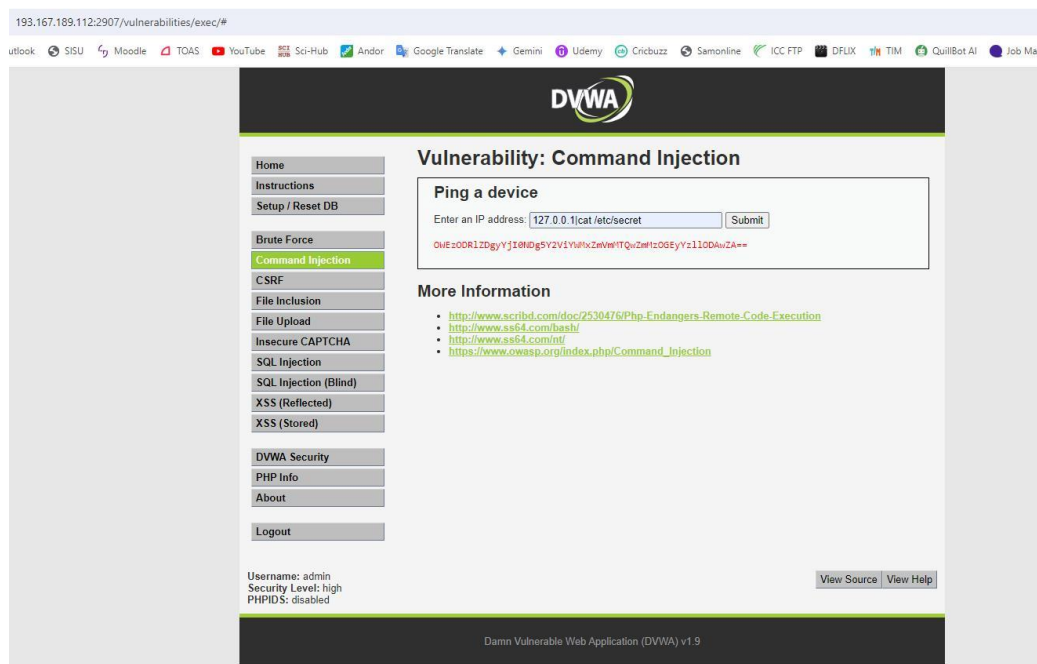 193.167.189.112:2907/vulnerabilities/exec/#
utlook SISU Moodle TOAS YouTube Sci-Hub Andor Google Translate Gemini Udemy Cricbuzz Samonline ICC FTP DFLIX TIM QuillBot AI Job Ma
DVWA
Home
Instructions
Setup / Reset DB
Brute Force
Command Injection
CSRF
File Inclusion
File Upload
Insecure CAPTCHA
SQL Injection
SQL Injection (Blind)
XSS (Reflected)
XSS (Stored)
DVWA Security
PHP Info
About
Logout
Vulnerability: Command Injection
Ping a device
Enter an IP address: 127.0.0.1|cat /etc/secret Submit
More Information
http://www.scribd.com/doc/2530476/Php-Endangers-Remote-Code-Execution
http://www.ss64.com/bash/
http://www.ss64.com/nt/
https://www.owasp.org/index.php/Command_Injection
Username: admin
Security Level: high
PHPIDS: disabled
View Source View Help
Damn Vulnerable Web Application (DVWA) v1.9